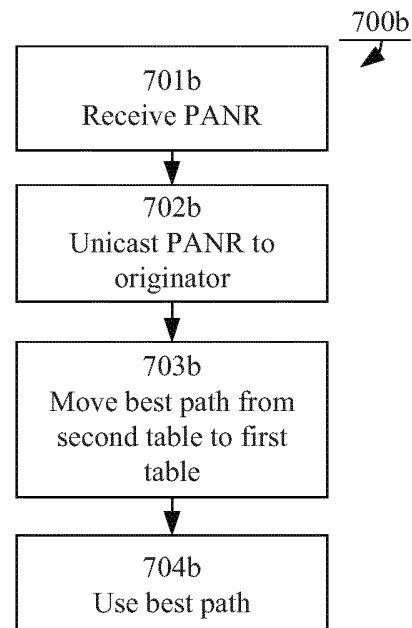 700b
701b
Receive PANR
702b
Unicast PANR to
originator
703b
Move best path from
second table to first
table
704b
Use best path